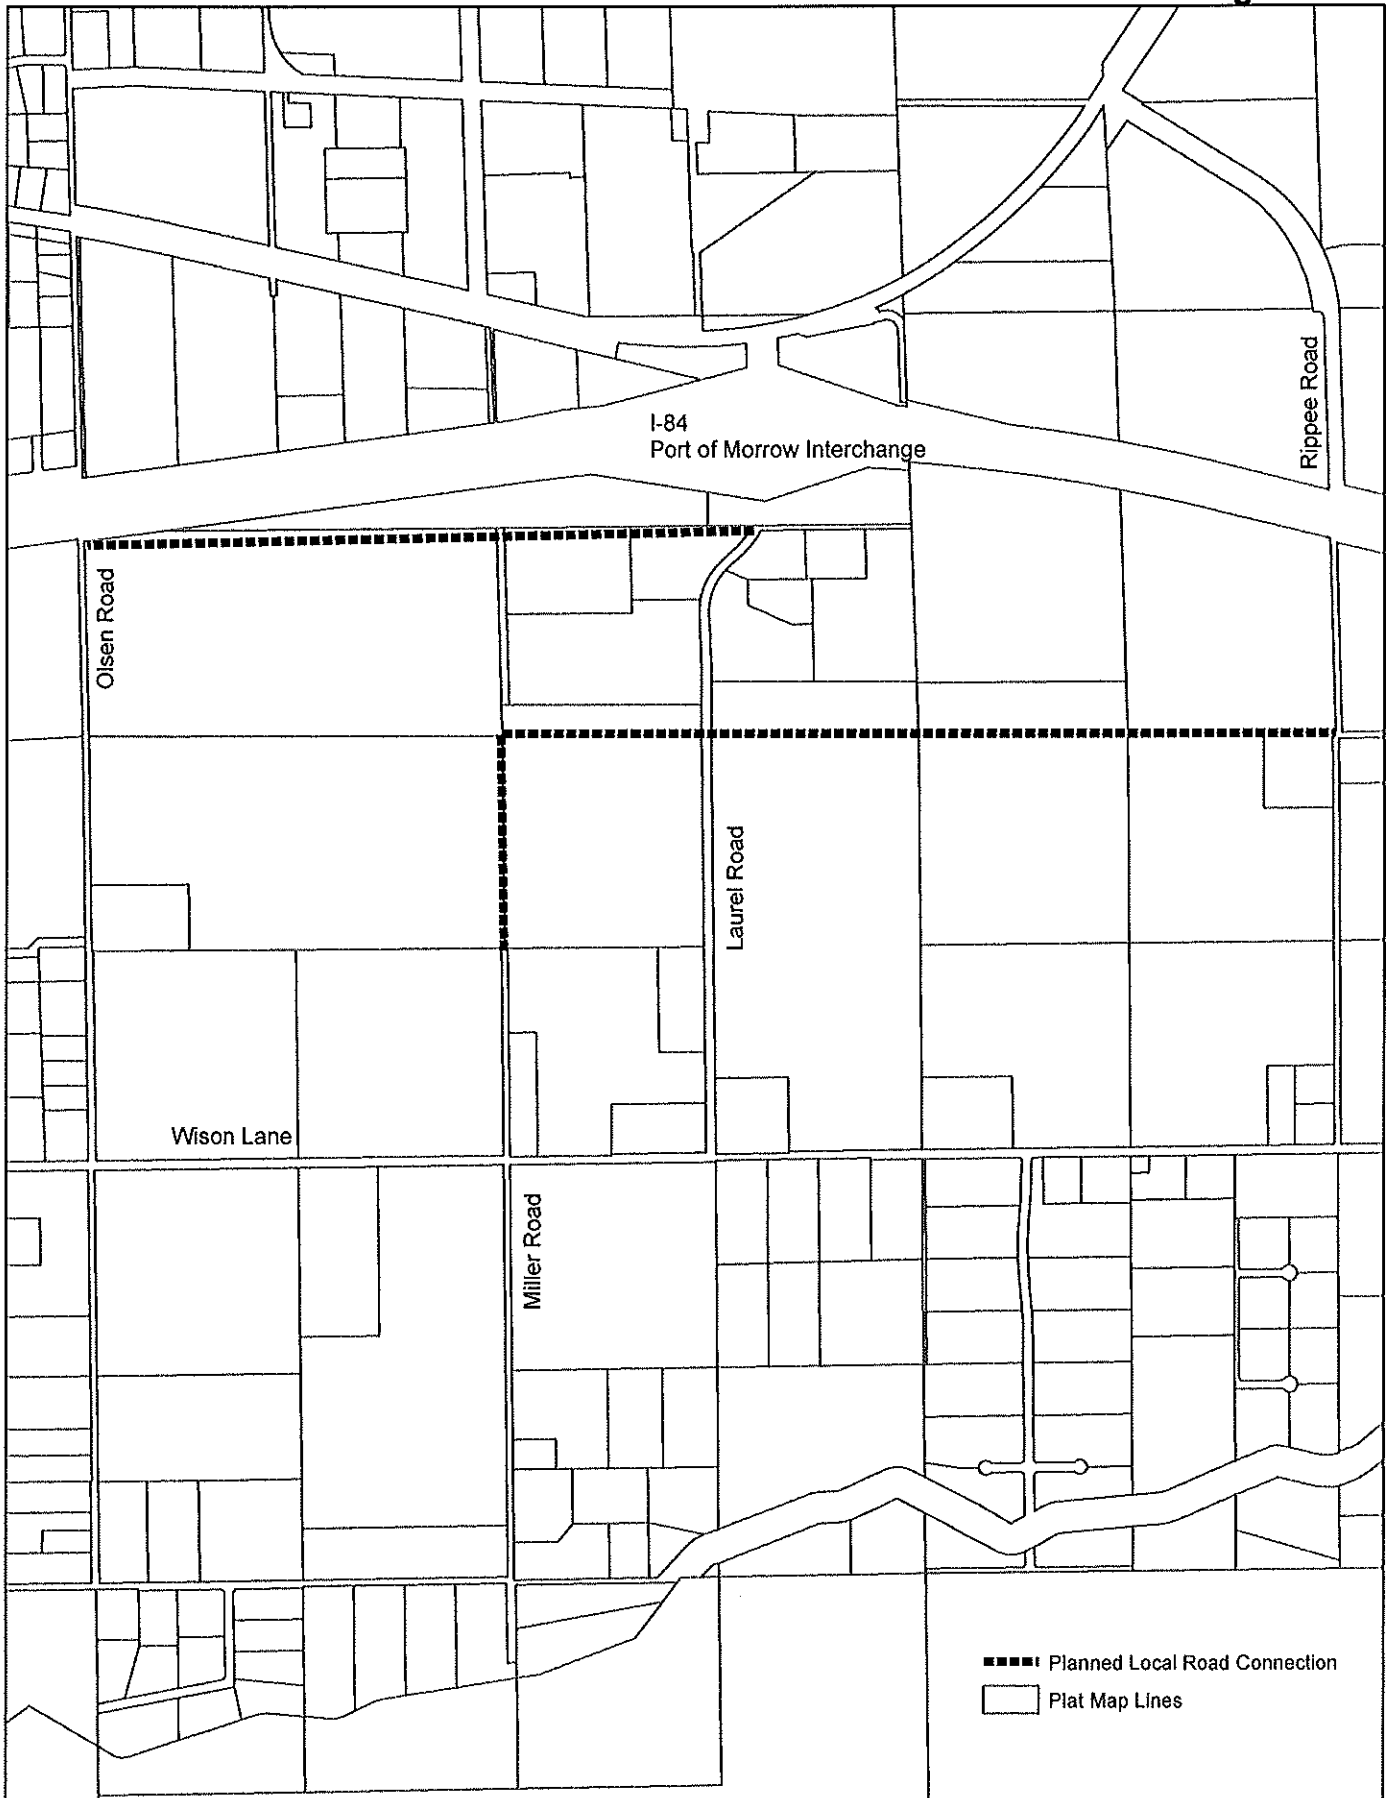 I-84
Port of Morrow Interchange
Rippee Road
Olsen Road
Laurel Road
Wison Lane
Miller Road
Planned Local Road Connection
Plat Map Lines